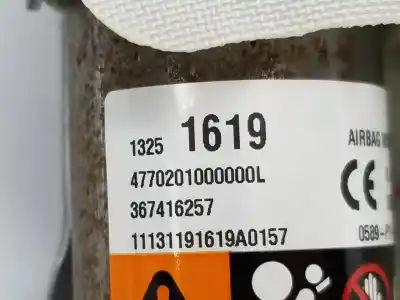 1325 1619
AIRBAG
4770201000000L
CE
367416257
11131191619A0157
0589-P